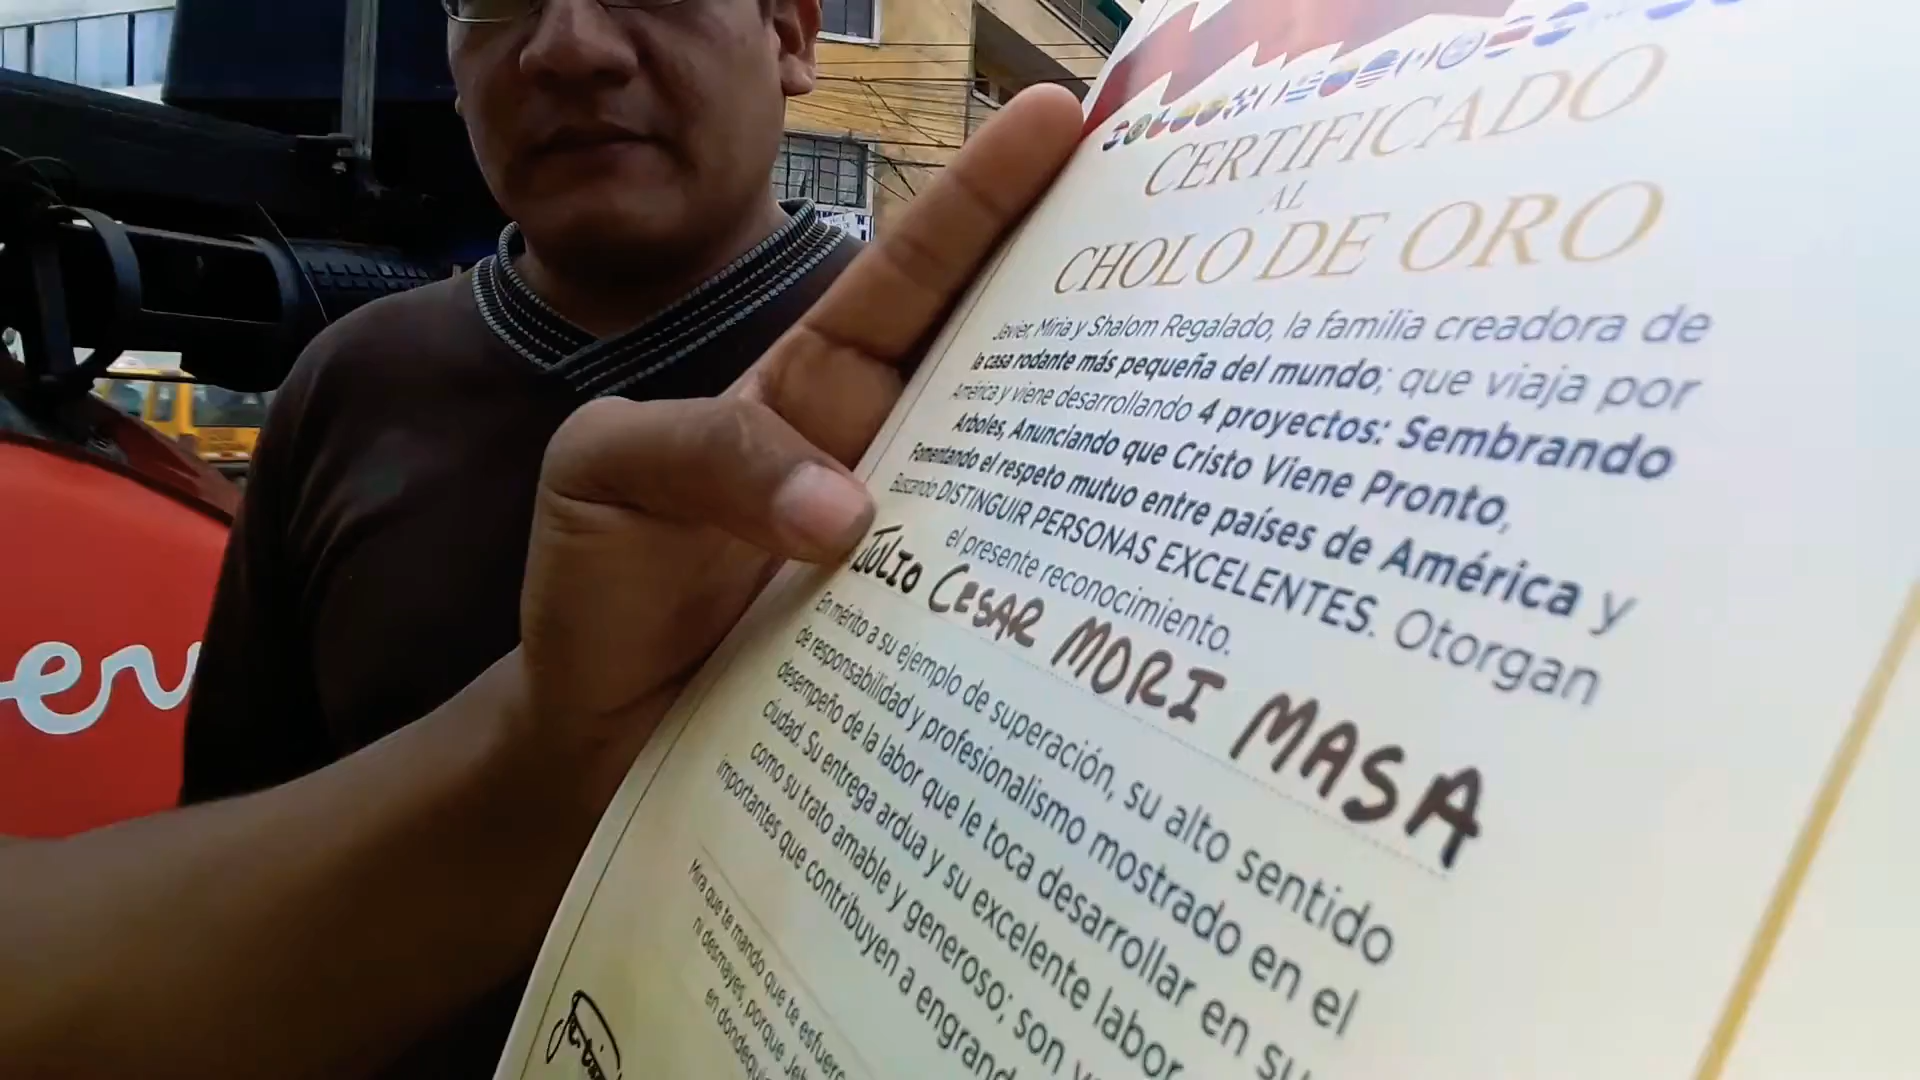 CERTIFICADO
AL
CHOLO DE ORO
Javier, Miria y Shalom Regalado, la familia creadora de
la casa rodante más pequeña del mundo; que viaja por
América y viene desarrollando 4 proyectos: Sembrando
Arboles, Anunciando que Cristo Viene Pronto,
Fomentando el respeto mutuo entre países de América y
Buscando DISTINGUIR PERSONAS EXCELENTES. Otorgan
el presente reconocimiento.
JULIO CESAR MORI MASA
En mérito a su ejemplo de superación, su alto sentido
de responsabilidad y profesionalismo mostrado en el
desempeño de la labor que le toca desarrollar en su
ciudad. Su entrega ardua y su excelente labor
como su trato amable y generoso; son
importantes que contribuyen a engrand
Mira que te mando que te esfuerc
ni desmayes, porque Jeh
en dondequi
en